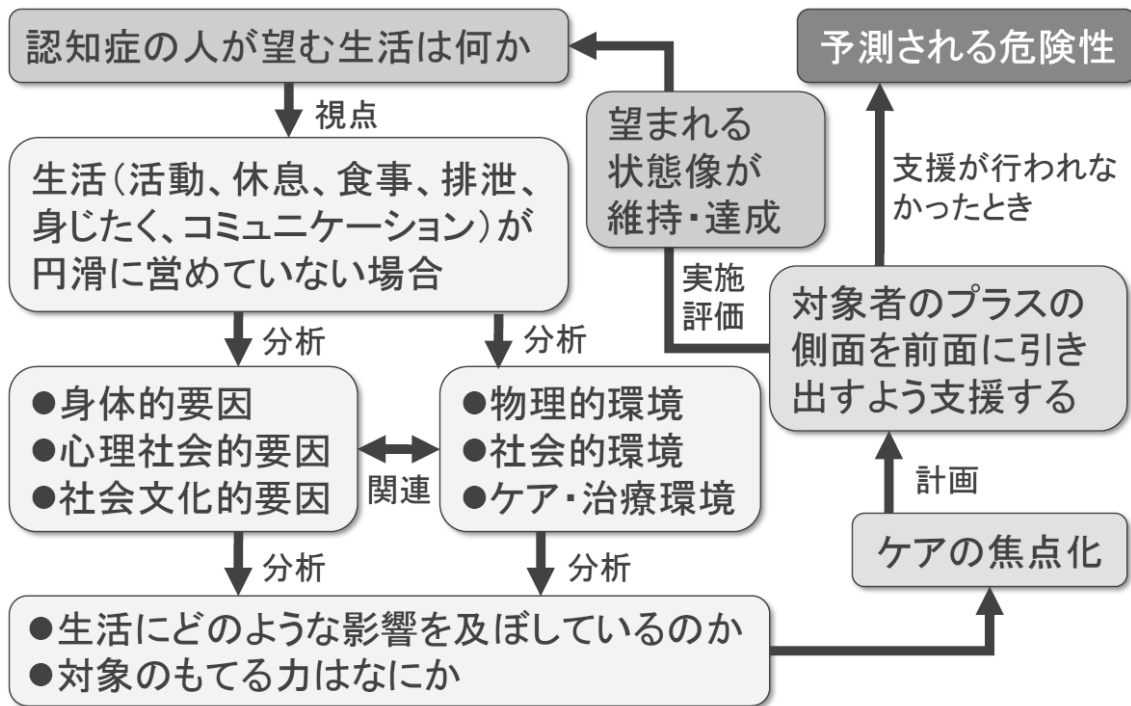 認知症の人が望む生活は何か
視点
生活(活動、休息、食事、排泄、
身じたく、コミュニケーション)が
円滑に営めていない場合
分析
分析
●身体的要因
●心理社会的要因
●社会文化的要因
関連
●物理的環境
●社会的環境
●ケア・治療環境
分析
分析
●生活にどのような影響を及ぼしているのか
●対象のもてる力はなにか
ケアの焦点化
計画
対象者のプラスの
側面を前面に引き
出すよう支援する
実施
評価
望まれる
状態像が
維持・達成
支援が行われな
かったとき
予測される危険性